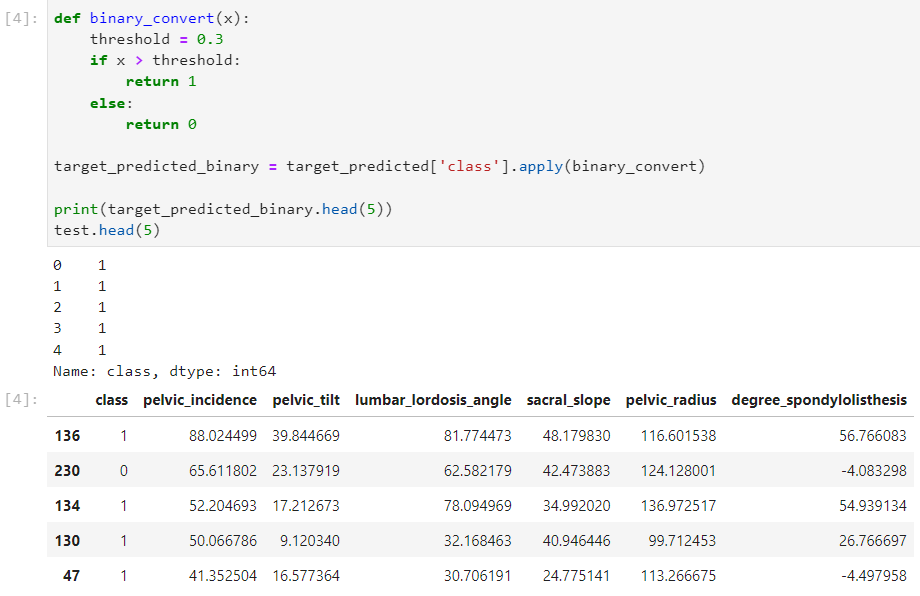 [4]: def binary_convert(x):
    threshold = 0.3
    if x > threshold:
        return 1
    else:
        return 0

target_predicted_binary = target_predicted['class'].apply(binary_convert)

print(target_predicted_binary.head(5))
test.head(5)
0    1
1    1
2    1
3    1
4    1
Name: class, dtype: int64
[4]: class pelvic_incidence pelvic_tilt lumbar_lordosis_angle sacral_slope pelvic_radius degree_spondylolisthesis
136 1 88.024499 39.844669 81.774473 48.179830 116.601538 56.766083
230 0 65.611802 23.137919 62.582179 42.473883 124.128001 -4.083298
134 1 52.204693 17.212673 78.094969 34.992020 136.972517 54.939134
130 1 50.066786 9.120340 32.168463 40.946446 99.712453 26.766697
47 1 41.352504 16.577364 30.706191 24.775141 113.266675 -4.497958